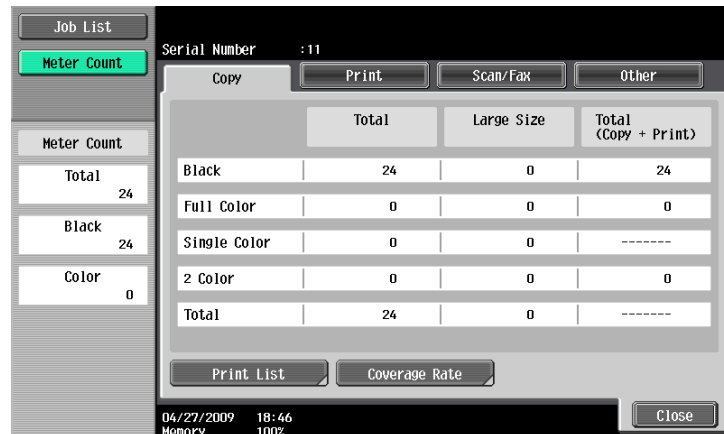 Job List
Meter Count
Serial Number :11
Copy Print Scan/Fax Other
Total Large Size Total
(Copy + Print)
Meter Count
Total
24
Black
24
Color
0
Black 24 0 24
Full Color 0 0 0
Single Color 0 0 -------
2 Color 0 0 0
Total 24 0 -------
Print List Coverage Rate
Close
04/27/2009 18:46
Memory 100%